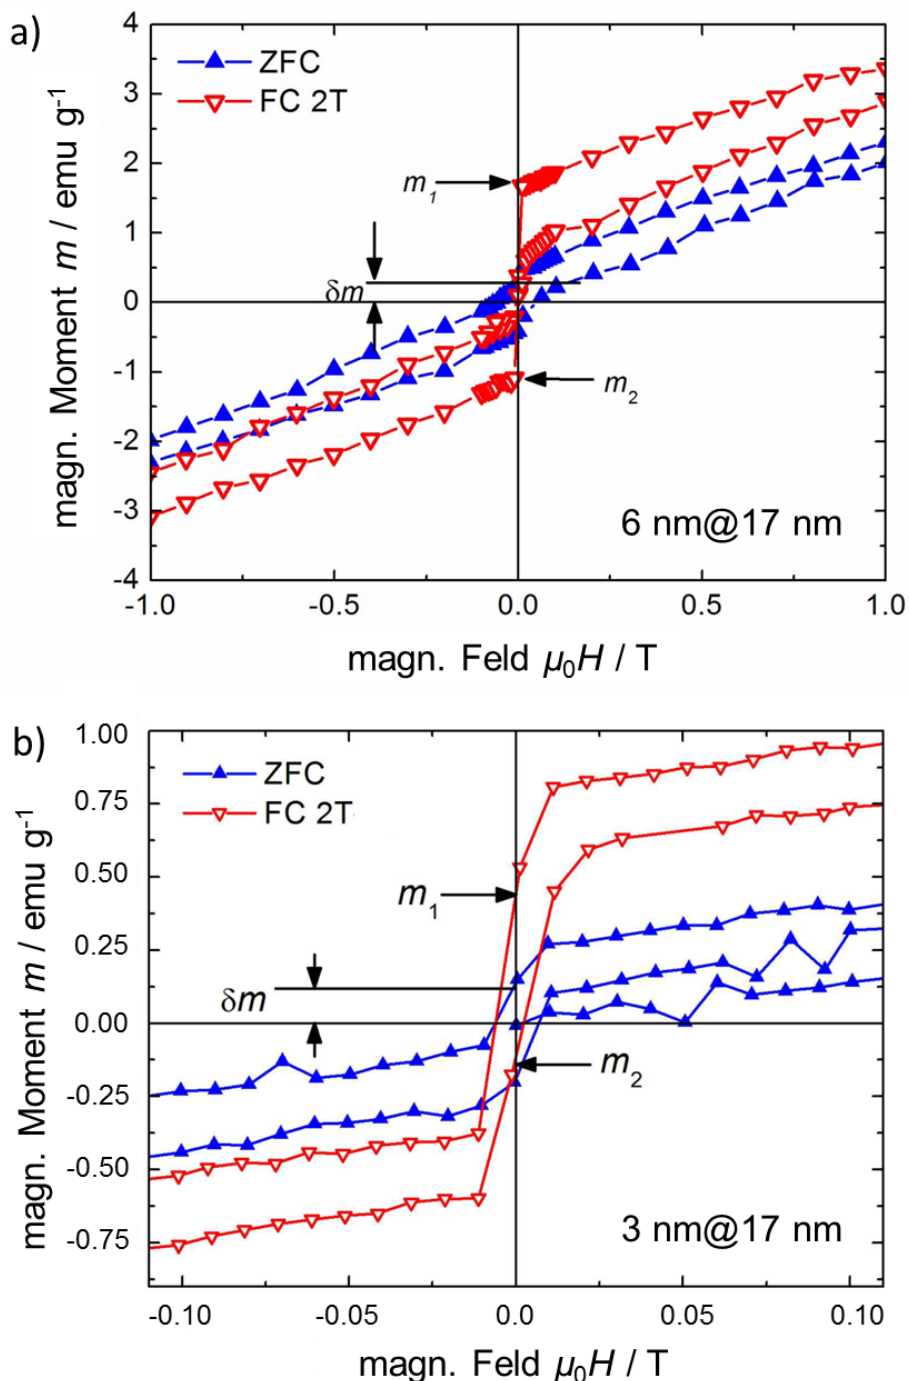 a)
4
3
2
1
0
-1
-2
-3
-4
magn. Moment m / emu g⁻¹
ZFC
FC 2T
m₁
δm
m₂
6 nm@17 nm
-1.0 -0.5 0.0 0.5 1.0
magn. Feld μ₀H / T
b)
1.00
0.75
0.50
0.25
0.00
-0.25
-0.50
-0.75
magn. Moment m / emu g⁻¹
ZFC
FC 2T
m₁
δm
m₂
3 nm@17 nm
-0.10 -0.05 0.0 0.05 0.10
magn. Feld μ₀H / T